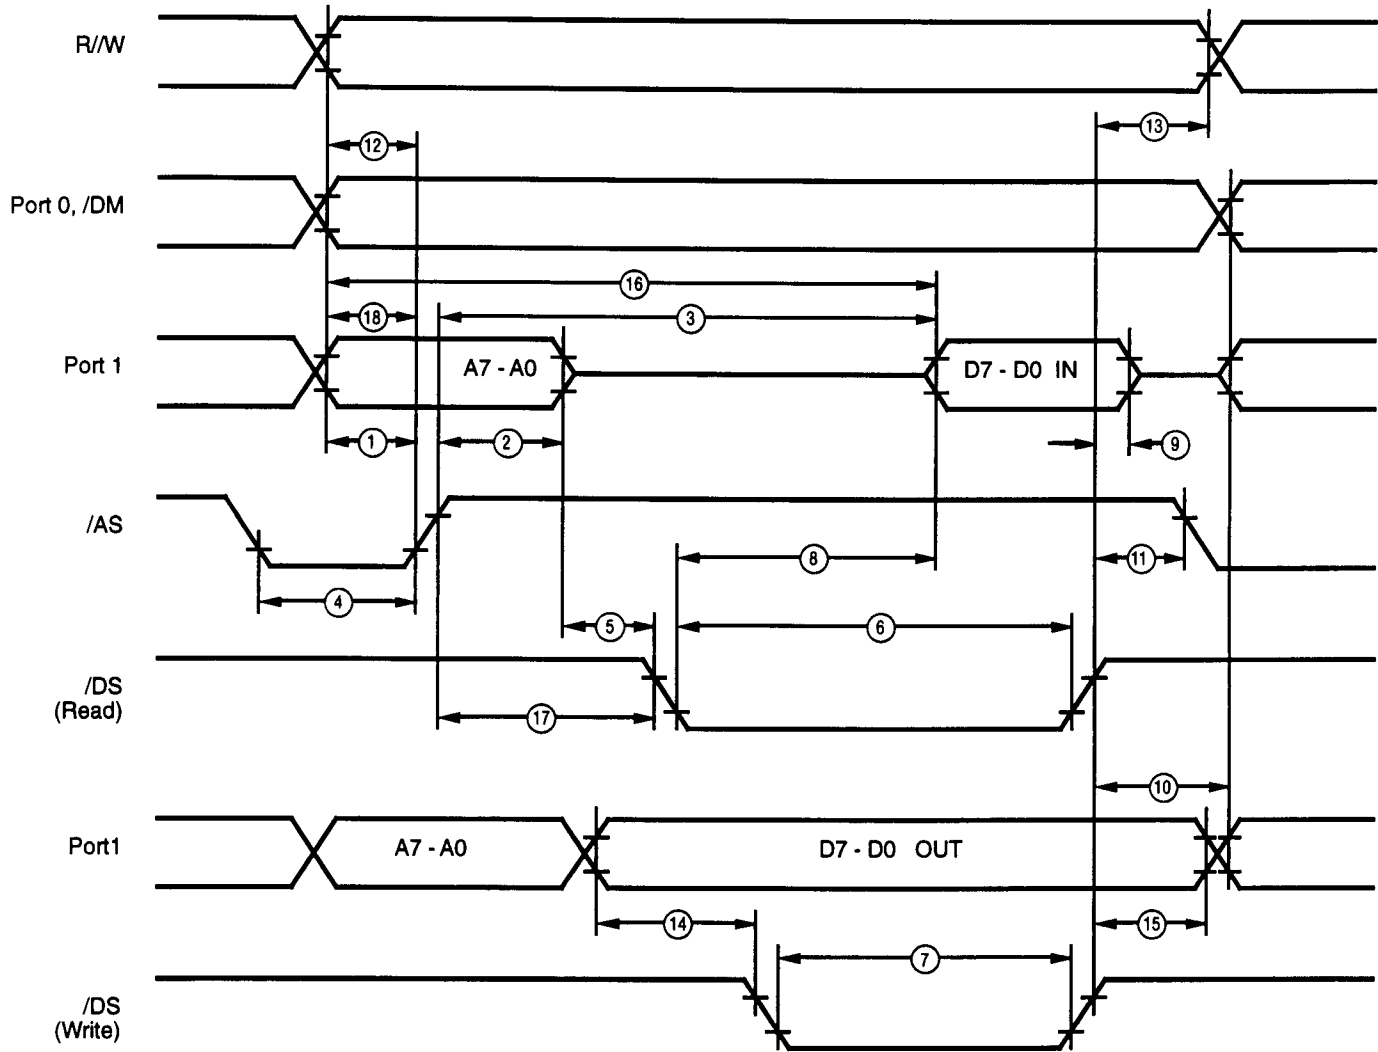 R//W
12
13
Port 0, /DM
16
18
3
Port 1
A7 - A0
D7 - D0 IN
1
2
9
/AS
8
11
4
5
6
/DS
(Read)
17
10
Port1
A7 - A0
D7 - D0 OUT
14
15
7
/DS
(Write)